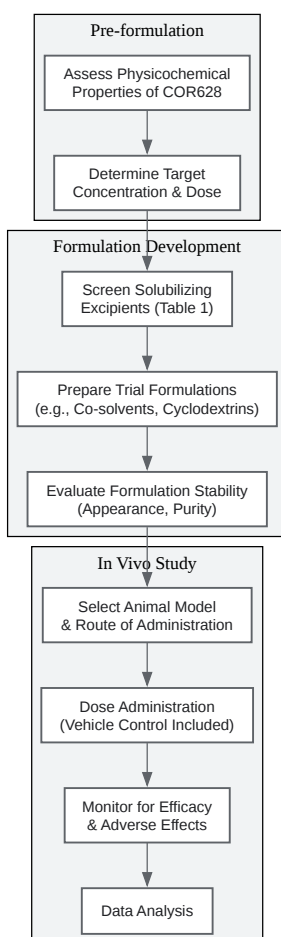 Pre-formulation
Assess Physicochemical
Properties of COR628
Determine Target
Concentration & Dose
Formulation Development
Screen Solubilizing
Excipients (Table 1)
Prepare Trial Formulations
(e.g., Co-solvents, Cyclodextrins)
Evaluate Formulation Stability
(Appearance, Purity)
In Vivo Study
Select Animal Model
& Route of Administration
Dose Administration
(Vehicle Control Included)
Monitor for Efficacy
& Adverse Effects
Data Analysis